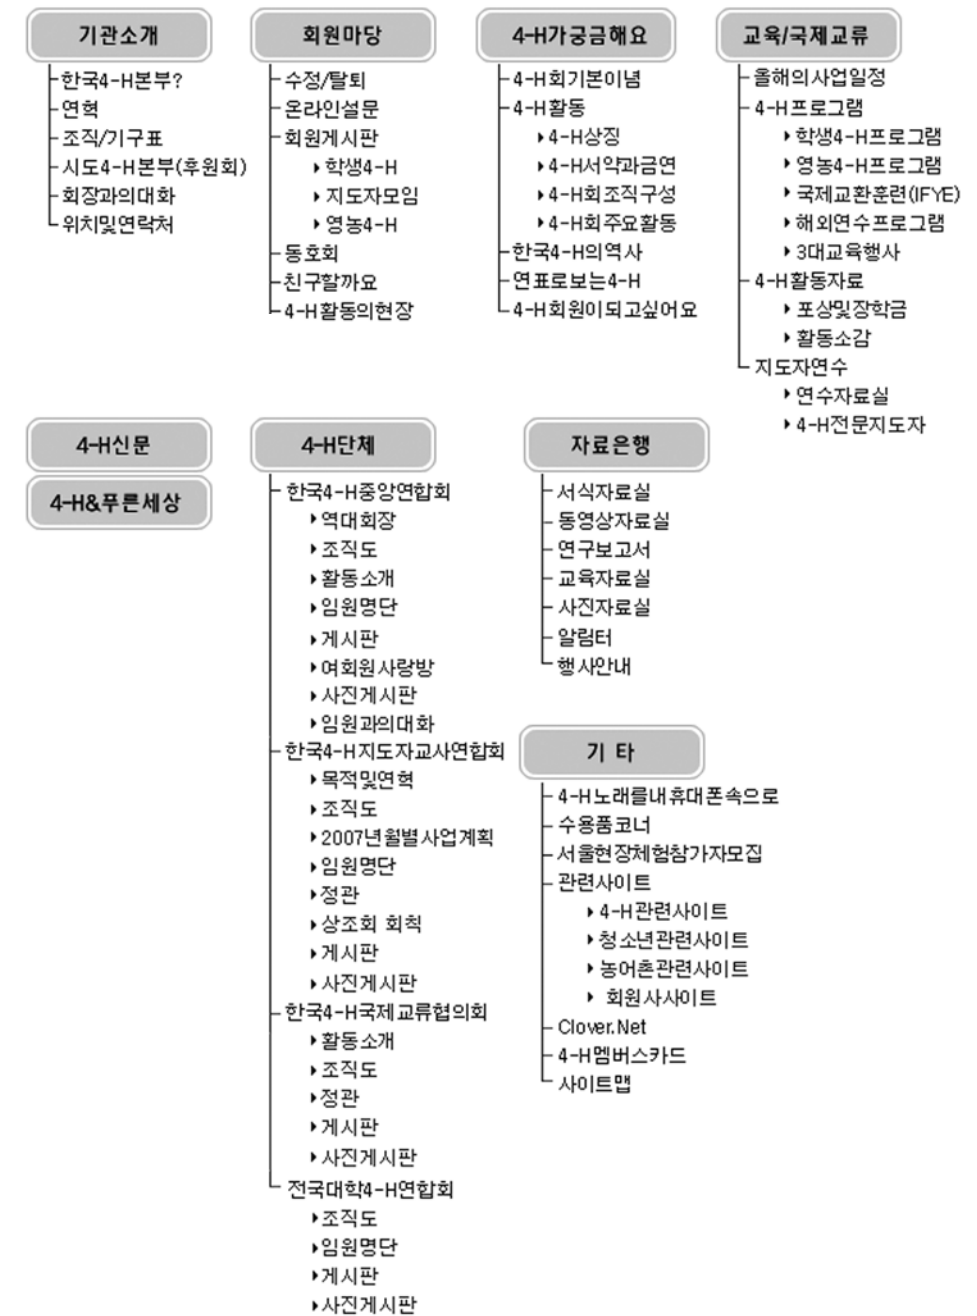 기관소개
한국4-H본부?
연혁
조직/기구표
시도4-H본부(후원회)
회장과의대화
위치및연락처
회원마당
수정/탈퇴
온라인설문
회원게시판
학생4-H
지도자모임
영농4-H
동호회
친구할까요
4-H활동의현장
4-H가궁금해요
4-H회기본이념
4-H활동
4-H상징
4-H서약과금연
4-H회조직구성
4-H회주요활동
한국4-H의역사
연표로보는4-H
4-H회원이되고싶어요
교육/국제교류
올해의사업일정
4-H프로그램
학생4-H프로그램
영농4-H프로그램
국제교환훈련(IFYE)
해외연수프로그램
3대교육행사
4-H활동자료
포상및장학금
활동소감
지도자연수
연수자료실
4-H전문지도자
4-H신문
4-H&푸른세상
4-H단체
한국4-H중앙연합회
역대회장
조직도
활동소개
임원명단
게시판
여회원사랑방
사진게시판
임원과의대화
한국4-H지도자교사연합회
목적및연혁
조직도
2007년월별사업계획
임원명단
정관
상조회 회칙
게시판
사진게시판
한국4-H국제교류협의회
활동소개
조직도
정관
게시판
사진게시판
전국대학4-H연합회
조직도
임원명단
게시판
사진게시판
자료은행
서식자료실
동영상자료실
연구보고서
교육자료실
사진자료실
알림터
행사안내
기 타
4-H노래를내휴대폰속으로
수용품코너
서울현장체험참가자모집
관련사이트
4-H관련사이트
청소년관련사이트
농어촌관련사이트
회원사사이트
Clover.Net
4-H멤버스카드
사이트맵